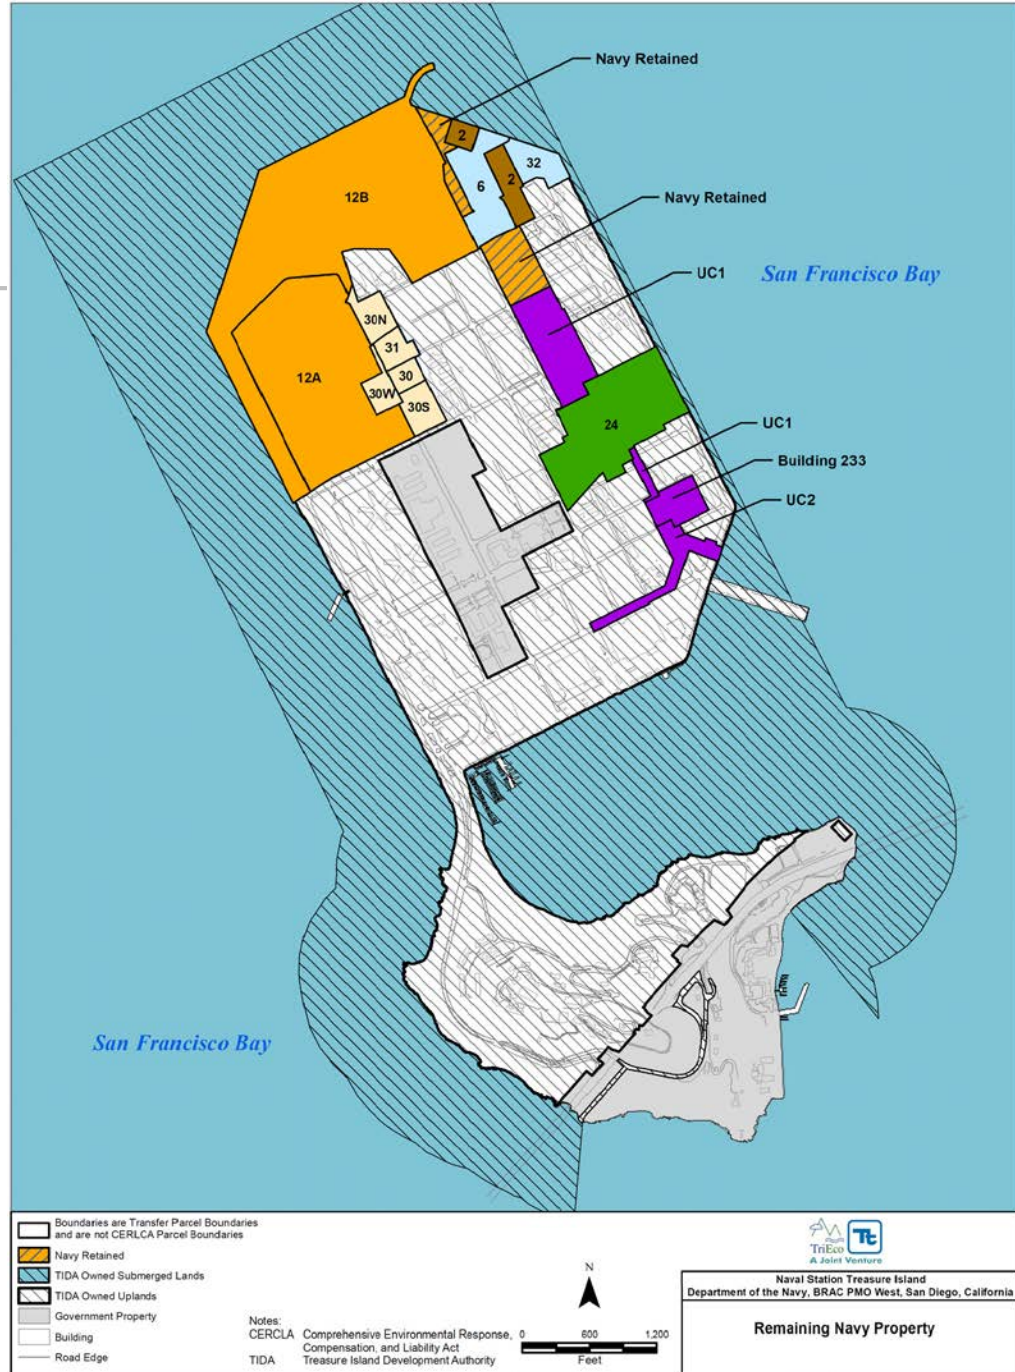 Navy Retained
2
32
6
2
12B
Navy Retained
UC1
San Francisco Bay
30N
31
12A
30
30W
30S
24
UC1
Building 233
UC2
San Francisco Bay
Boundaries are Transfer Parcel Boundaries
and are not CERLCA Parcel Boundaries
Navy Retained
TIDA Owned Submerged Lands
TIDA Owned Uplands
Government Property
Building
Road Edge
Notes:
CERCLA Comprehensive Environmental Response,
Compensation, and Liability Act
TIDA Treasure Island Development Authority
N
0 600 1,200
Feet
TriEco
Tt
A Joint Venture
Naval Station Treasure Island
Department of the Navy, BRAC PMO West, San Diego, California
Remaining Navy Property